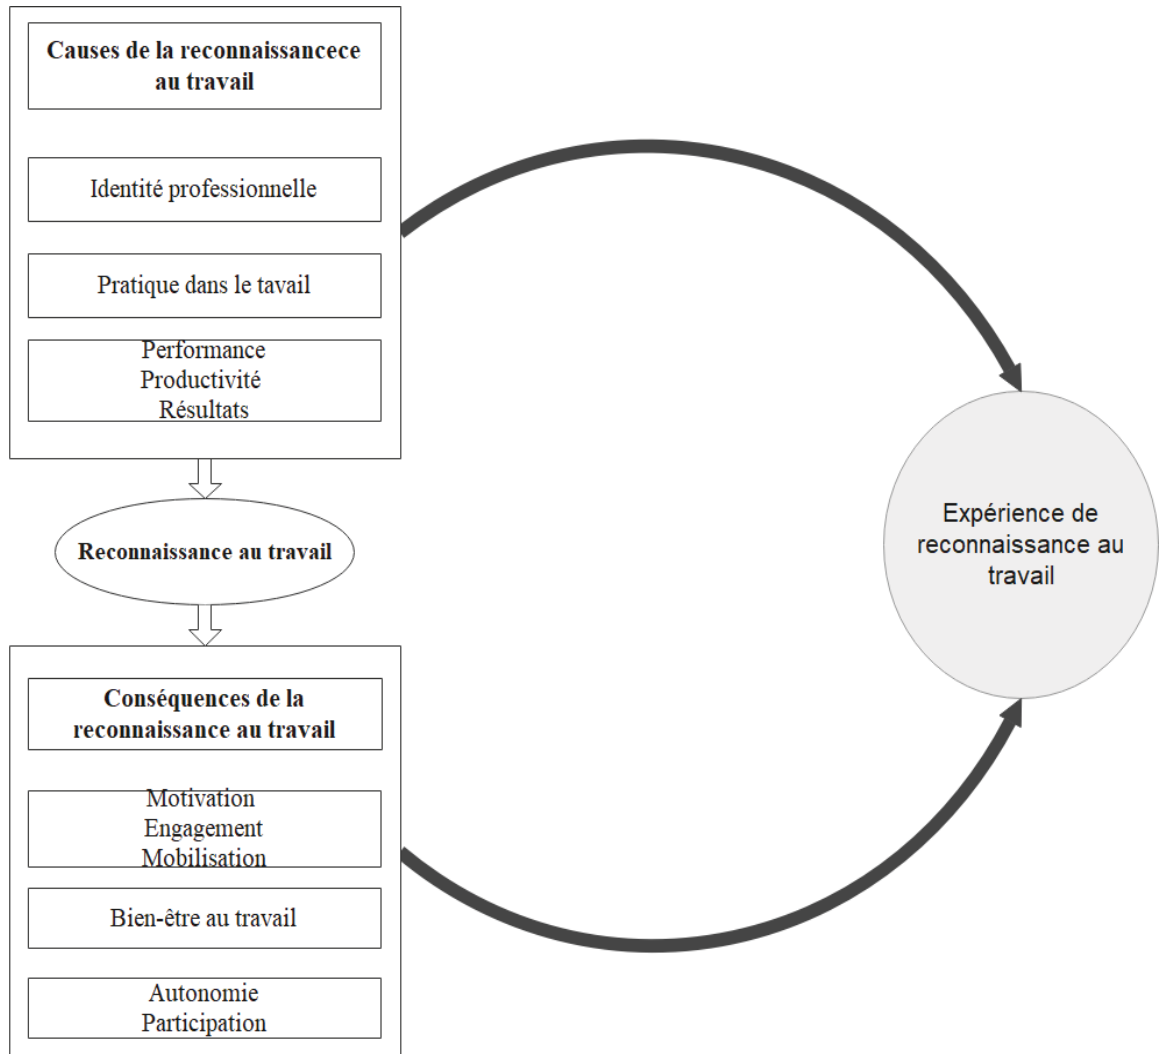 Causes de la reconnaissancece
au travail
Identité professionnelle
Pratique dans le tavail
Performance
Productivité
Résultats
Reconnaissance au travail
Conséquences de la
reconnaissance au travail
Motivation
Engagement
Mobilisation
Bien-être au travail
Autonomie
Participation
Expérience de
reconnaissance au
travail